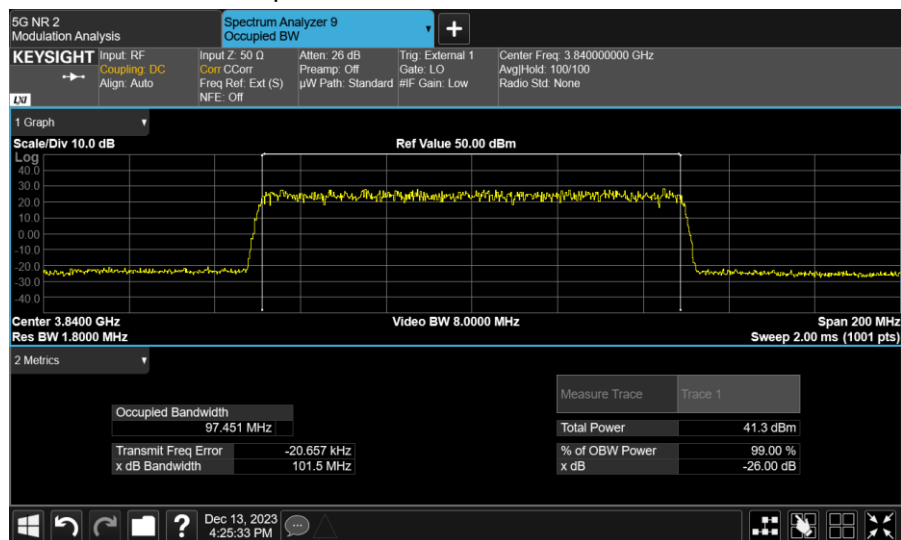 5G NR 2
Modulation Analysis
Spectrum Analyzer 9
Occupied BW
KEYSIGHT
LXI
Input: RF
Coupling: DC
Align: Auto
Input Z: 50 Ω
Corr CCorr
Freq Ref: Ext (S)
NFE: Off
Atten: 26 dB
Preamp: Off
µW Path: Standard
Trig: External 1
Gate: LO
#IF Gain: Low
Center Freq: 3.840000000 GHz
Avg|Hold: 100/100
Radio Std: None
1 Graph
Scale/Div 10.0 dB
Ref Value 50.00 dBm
Log
40.0
30.0
20.0
10.0
0.00
-10.0
-20.0
-30.0
-40.0
Center 3.8400 GHz
Video BW 8.0000 MHz
Span 200 MHz
Res BW 1.8000 MHz
Sweep 2.00 ms (1001 pts)
2 Metrics
Measure Trace Trace 1
Occupied Bandwidth
97.451 MHz
Total Power 41.3 dBm
Transmit Freq Error -20.657 kHz
% of OBW Power 99.00 %
x dB Bandwidth 101.5 MHz
x dB -26.00 dB
Dec 13, 2023
4:25:33 PM